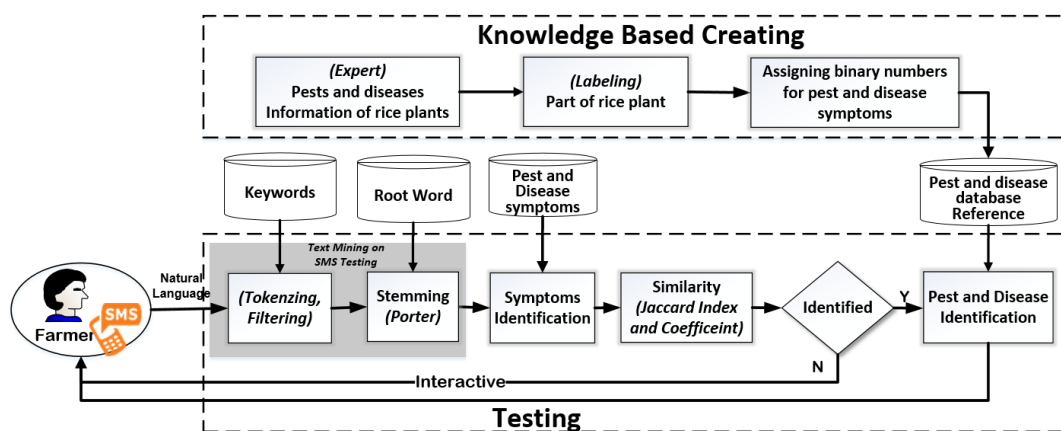 Knowledge Based Creating
(Expert)
Pests and diseases
Information of rice plants
(Labeling)
Part of rice plant
Assigning binary numbers
for pest and disease
symptoms
Keywords
Root Word
Pest and
Disease
symptoms
Pest and disease
database
Reference
Text Mining on
SMS Testing
Natural
Language
SMS
Farmer
(Tokenzing,
Filtering)
Stemming
(Porter)
Symptoms
Identification
Similarity
(Jaccard Index
and Coefficeint)
Identified
Y
Pest and Disease
Identification
N
Interactive
Testing